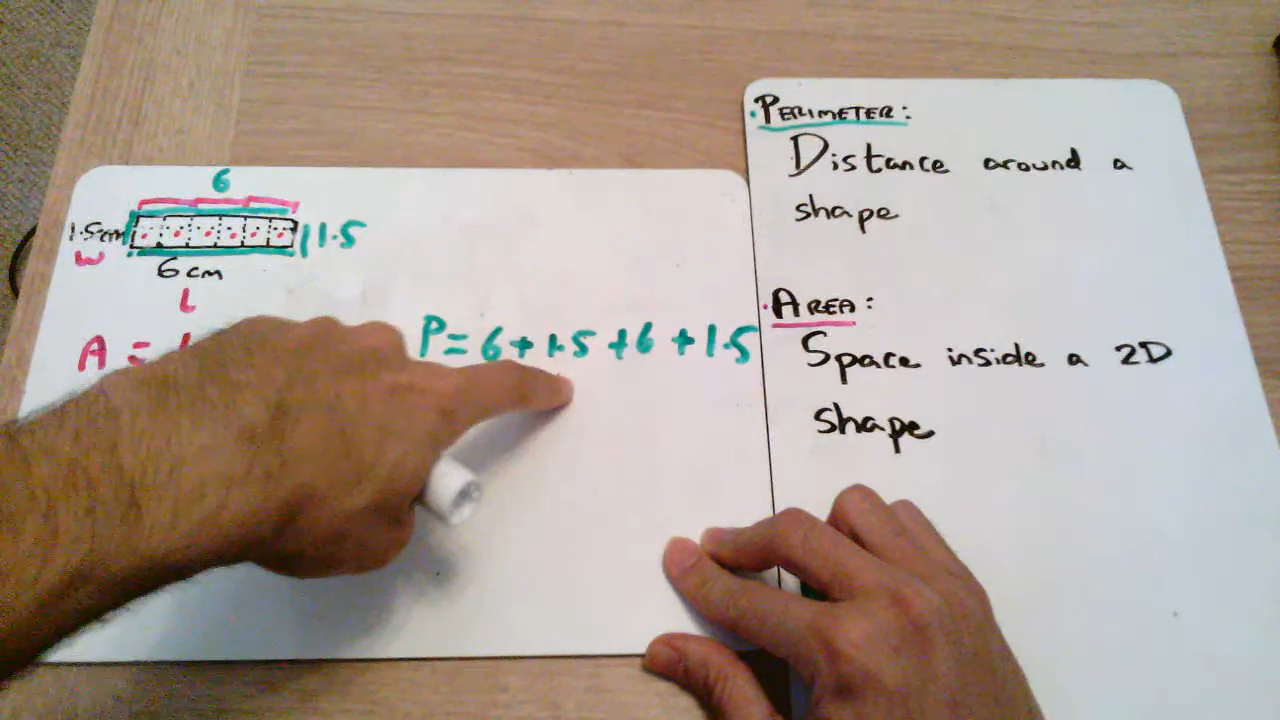 6
1.5cm
11.5
W
6cm
L
A =
P = 6 + 1.5 + 6 + 1.5
PERIMETER:
Distance around a
shape
AREA:
Space inside a 2D
shape